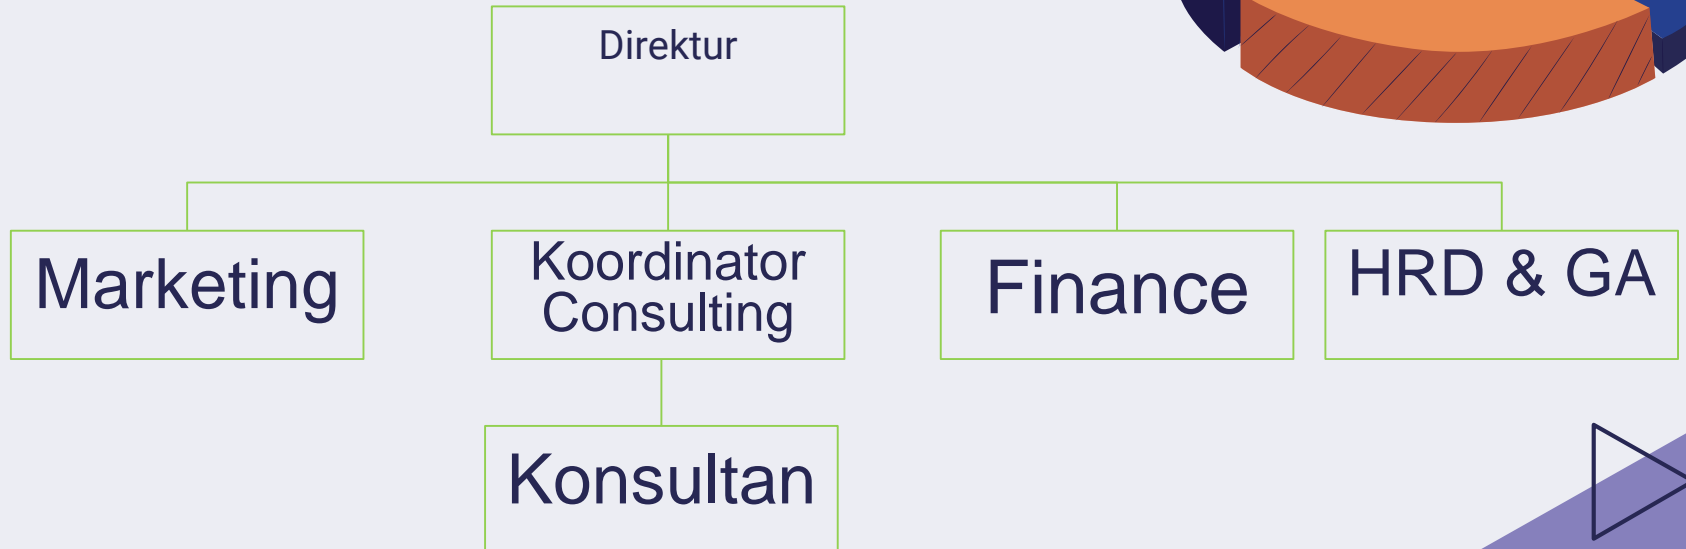 Direktur
Marketing
Koordinator
Consulting
Finance
HRD & GA
Konsultan